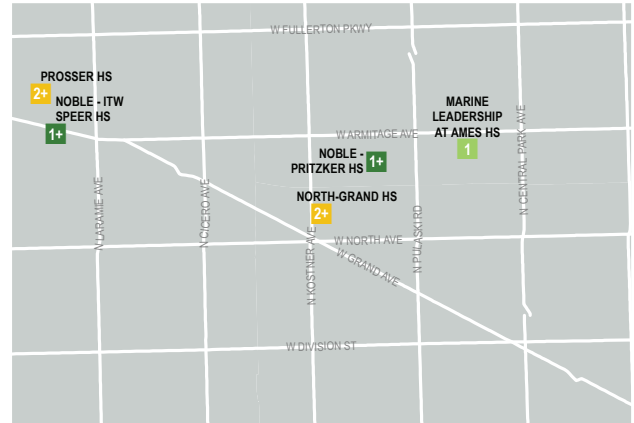 W FULLERTON PKWY
PROSSER HS
2+
NOBLE - ITW
SPEER HS
1+
MARINE
LEADERSHIP
AT AMES HS
1
W ARMITAGE AVE
NOBLE -
PRITZKER HS
1+
NORTH-GRAND HS
2+
N LARAMIE AVE
N CICERO AVE
N KOSTNER AVE
N PULASKI RD
N CENTRAL PARK AVE
W NORTH AVE
W GRAND AVE
W DIVISION ST